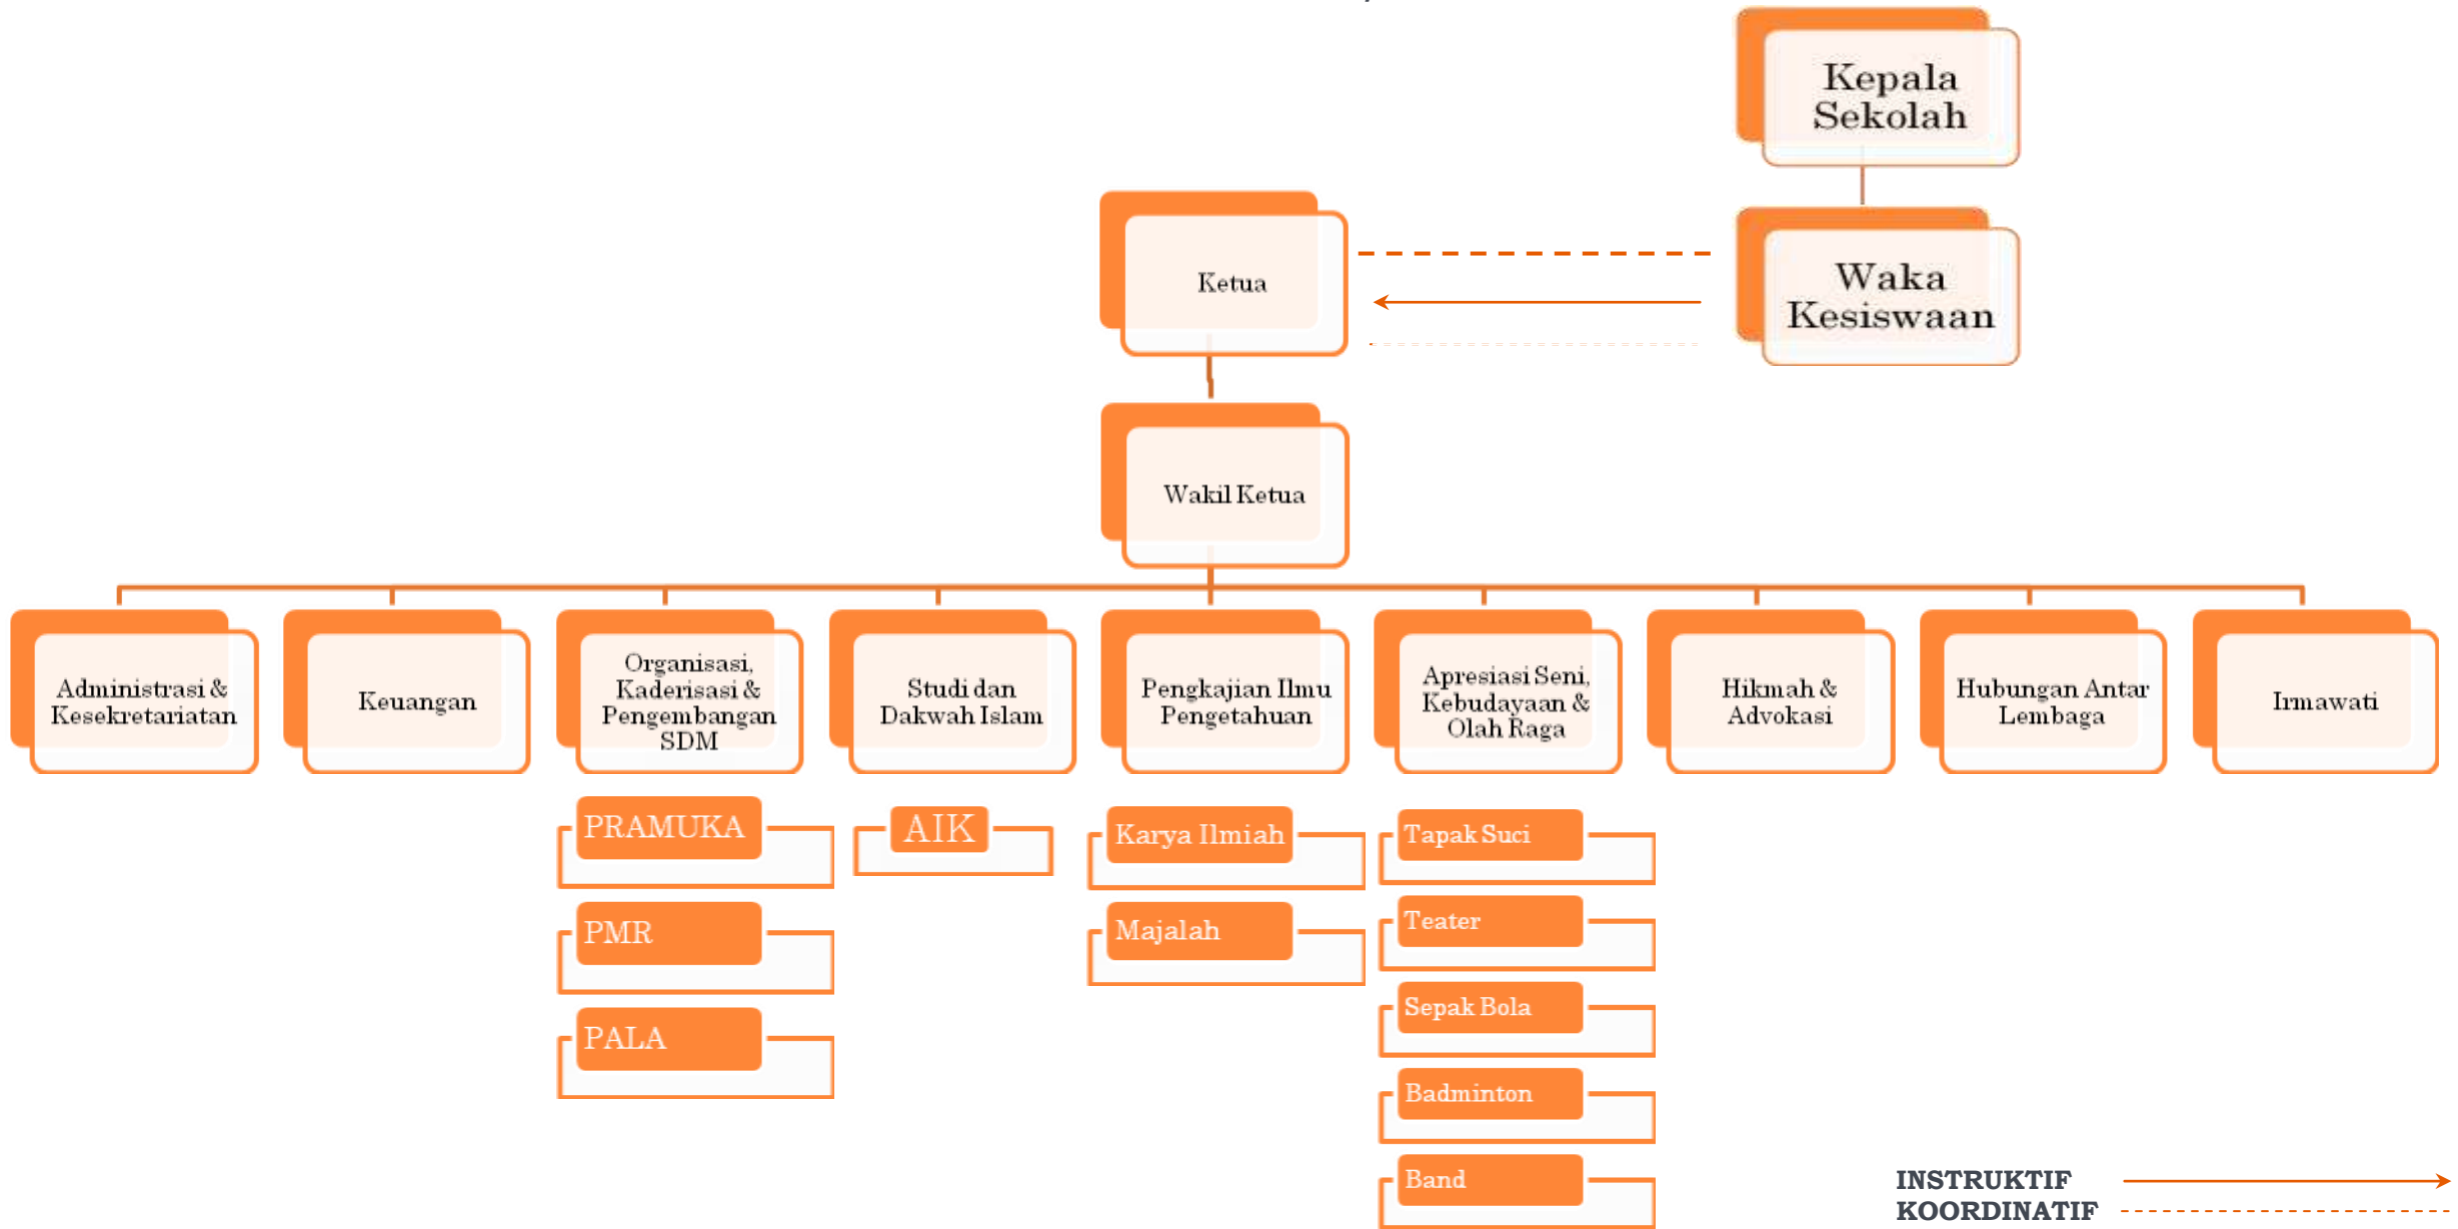 Kepala
Sekolah
Waka
Kesiswaan
Ketua
Wakil Ketua
Administrasi &
Kesekretariatan
Keuangan
Organisasi,
Kaderisasi &
Pengembangan
SDM
Studi dan
Dakwah Islam
Pengkajian Ilmu
Pengetahuan
Apresiasi Seni,
Kebudayaan &
Olah Raga
Hikmah &
Advokasi
Hubungan Antar
Lembaga
Irmawati
PRAMUKA
PMR
PALA
AIK
Karya Ilmiah
Majalah
Tapak Suci
Teater
Sepak Bola
Badminton
Band
INSTRUKTIF
KOORDINATIF